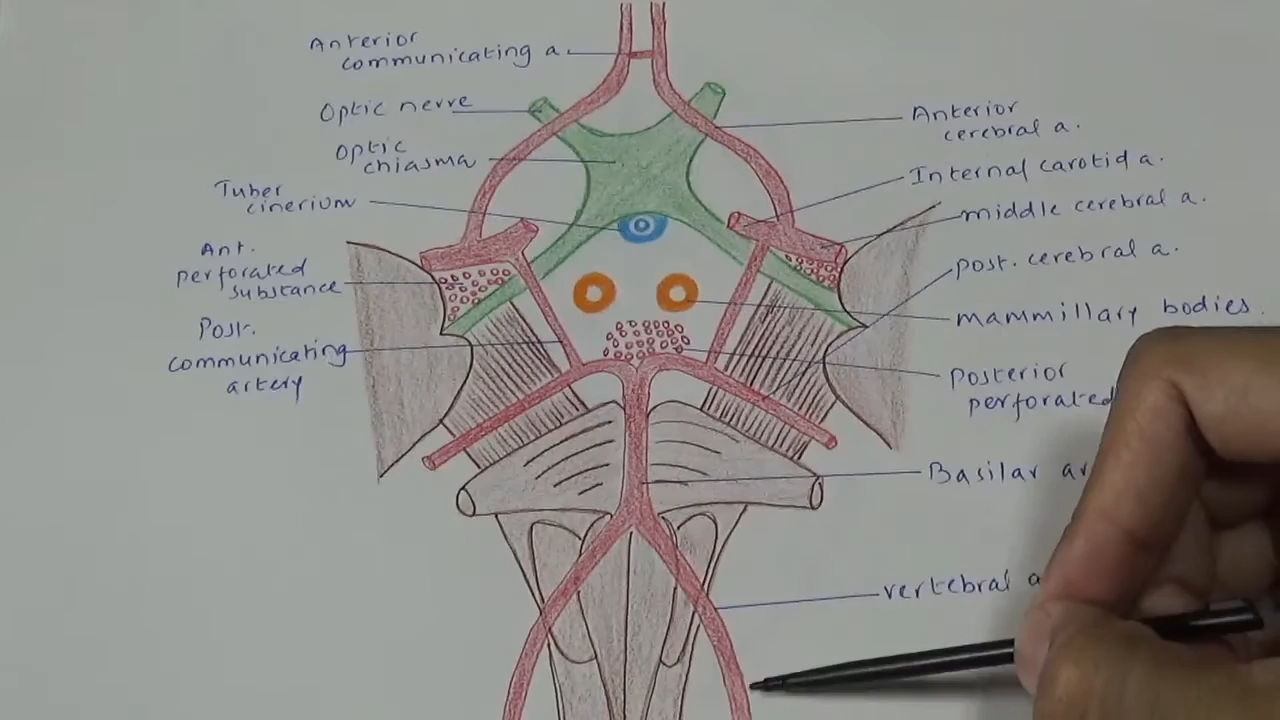 Anterior
communicating a.
Optic nerve
Optic
chiasma
Tuber
cinerium
Ant.
perforated
substance
Post.
communicating
artery
Anterior
cerebral a.
Internal carotid a.
middle cerebral a.
post. cerebral a.
mammillary bodies.
Posterior
perforated
Basilar ar
vertebral a